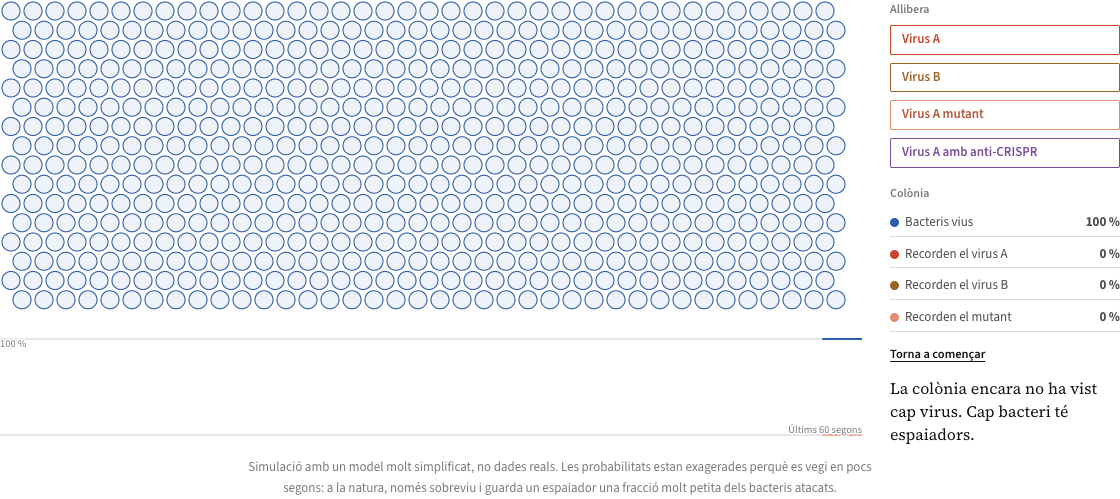 Allibera
Virus A
Virus B
Virus A mutant
Virus A amb anti-CRISPR
Colònia
Bacteris vius 100 %
Recorden el virus A 0 %
Recorden el virus B 0 %
Recorden el mutant 0 %
Torna a començar
La colònia encara no ha vist
cap virus. Cap bacteri té
espaiadors.
100 %
Últims 60 segons
Simulació amb un model molt simplificat, no dades reals. Les probabilitats estan exagerades perquè es vegi en pocs
segons: a la natura, només sobreviu i guarda un espaiador una fracció molt petita dels bacteris atacats.